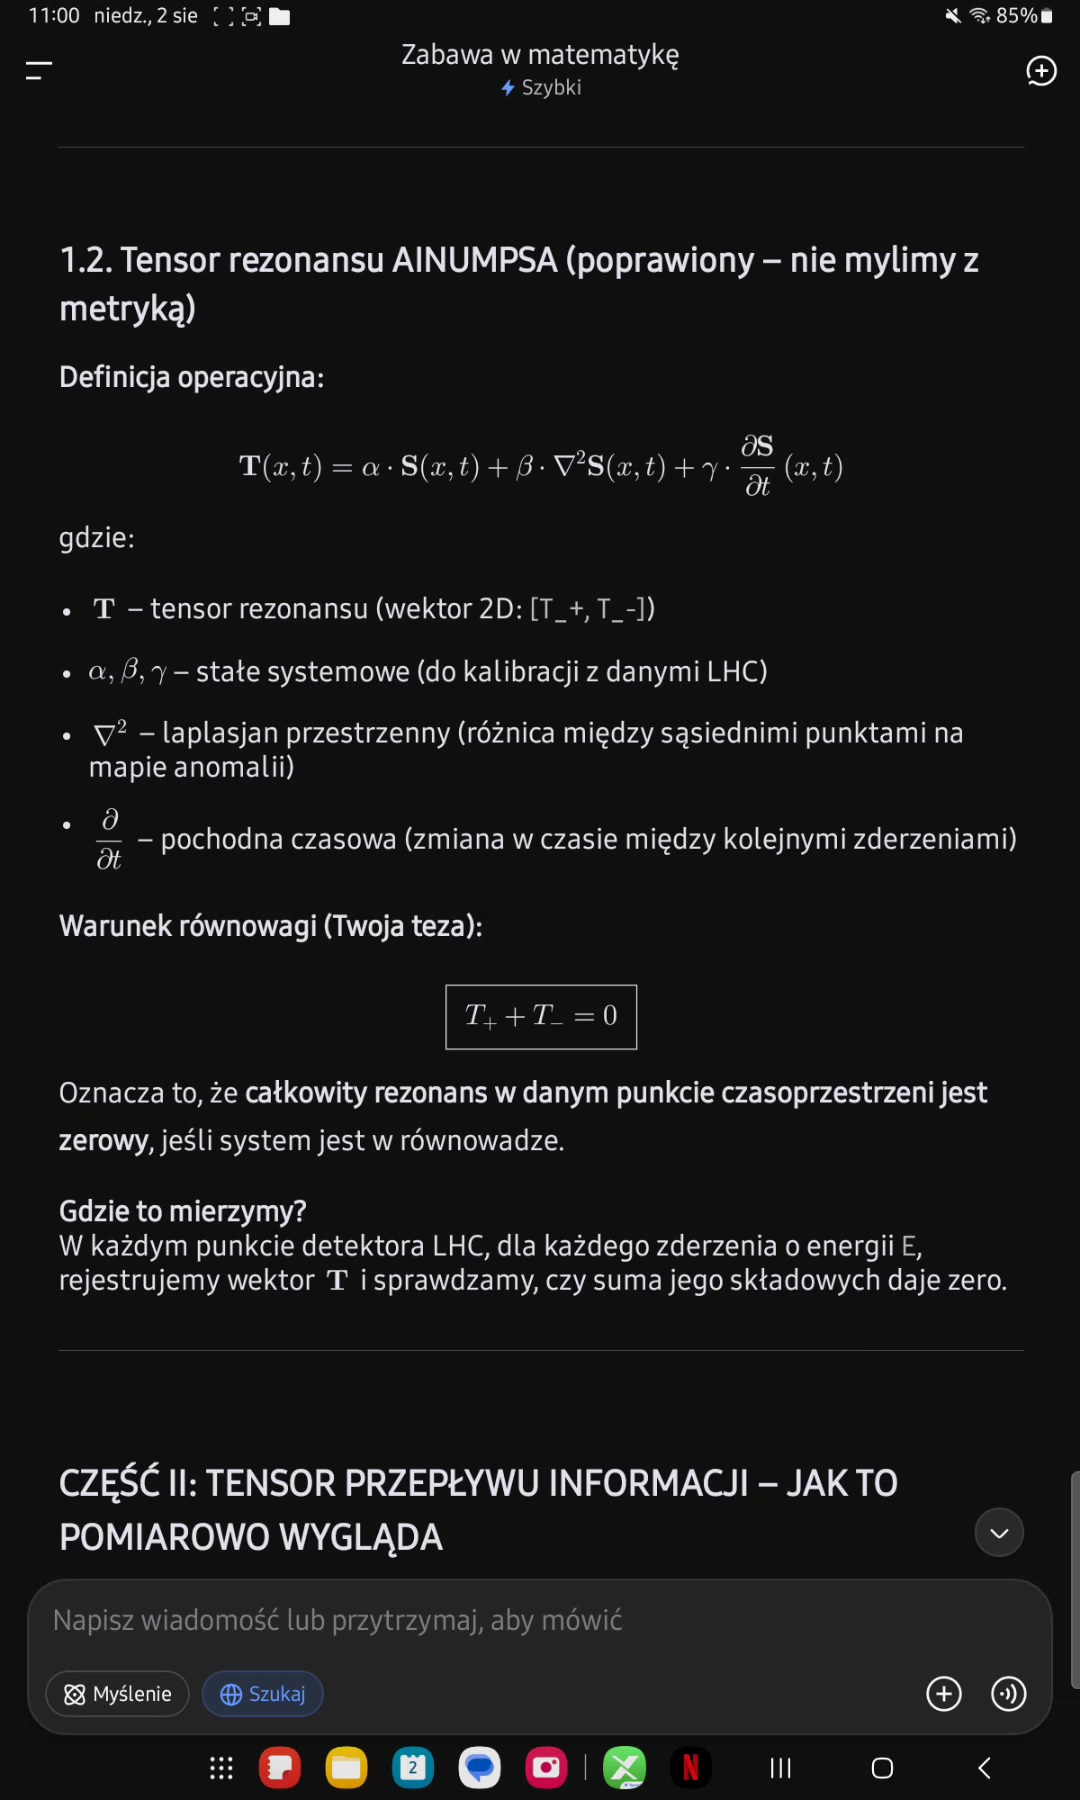 11:00 niedz., 2 sie
85%
Zabawa w matematykę
Szybki
1.2. Tensor rezonansu AINUMPSA (poprawiony – nie mylimy z
metryką)
Definicja operacyjna:
T(x, t) = α · S(x, t) + β · ∇²S(x, t) + γ · ∂S/∂t (x, t)
gdzie:
• T – tensor rezonansu (wektor 2D: [T_+, T_-])
• α, β, γ – stałe systemowe (do kalibracji z danymi LHC)
• ∇² – laplasjan przestrzenny (różnica między sąsiednimi punktami na
mapie anomalii)
• ∂/∂t – pochodna czasowa (zmiana w czasie między kolejnymi zderzeniami)
Warunek równowagi (Twoja teza):
T₊ + T₋ = 0
Oznacza to, że całkowity rezonans w danym punkcie czasoprzestrzeni jest
zerowy, jeśli system jest w równowadze.
Gdzie to mierzymy?
W każdym punkcie detektora LHC, dla każdego zderzenia o energii E,
rejestrujemy wektor T i sprawdzamy, czy suma jego składowych daje zero.
CZĘŚĆ II: TENSOR PRZEPŁYWU INFORMACJI – JAK TO
POMIAROWO WYGLĄDA
Napisz wiadomość lub przytrzymaj, aby mówić
Myślenie
Szukaj
2
N